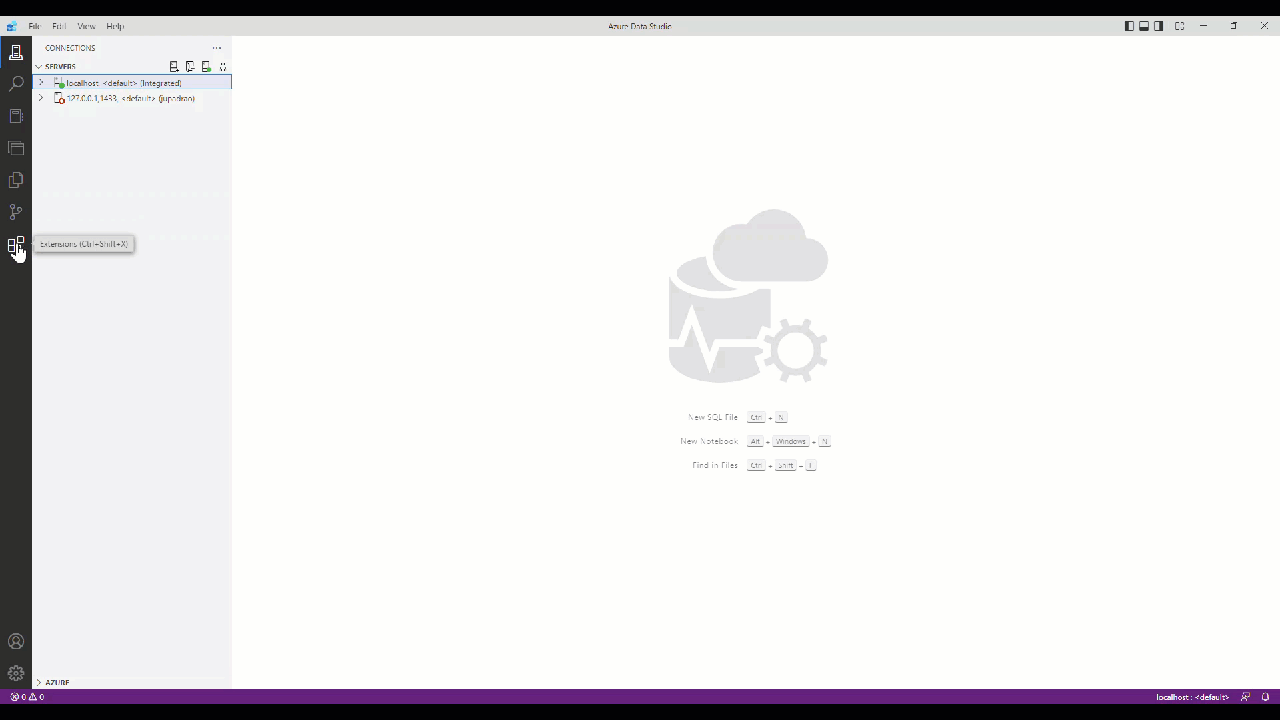 File Edit View Help
Azure Data Studio
CONNECTIONS
SERVERS
localhost, <default> (Integrated)
127.0.0.1,1433, <default> (jupadrao)
Extensions (Ctrl+Shift+X)
New SQL File Ctrl + N
New Notebook Alt + Windows + N
Find in Files Ctrl + Shift + F
AZURE
0 0
localhost : <default>